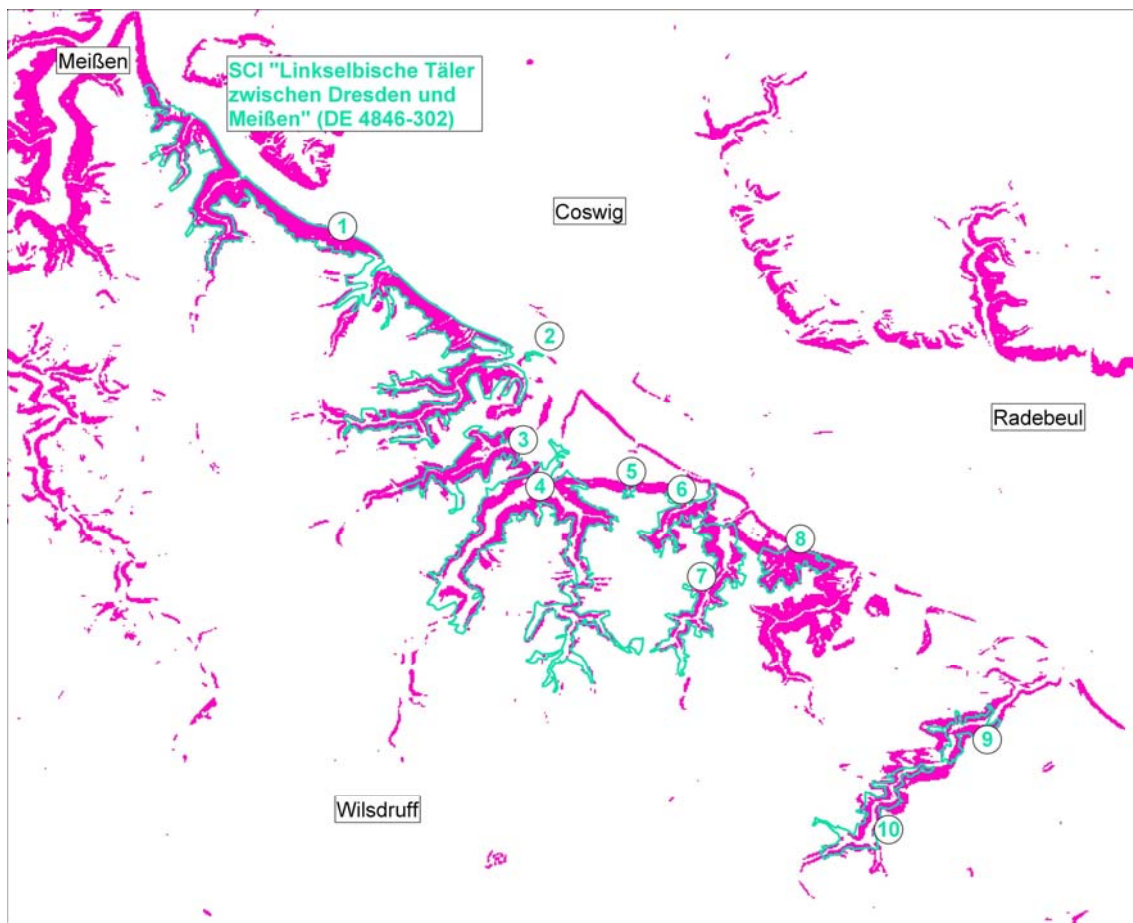 Meißen
SCI "Linkselbische Täler
zwischen Dresden und
Meißen" (DE 4846-302)
Coswig
1
2
Radebeul
3
4
5
6
8
7
9
Wilsdruff
10